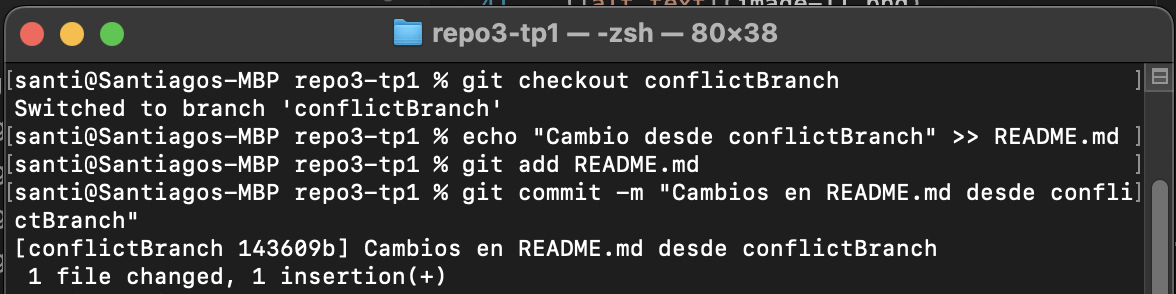 repo3-tp1 — -zsh — 80×38
[santi@Santiagos-MBP repo3-tp1 % git checkout conflictBranch ]
Switched to branch 'conflictBranch'
[santi@Santiagos-MBP repo3-tp1 % echo "Cambio desde conflictBranch" >> README.md ]
[santi@Santiagos-MBP repo3-tp1 % git add README.md ]
[santi@Santiagos-MBP repo3-tp1 % git commit -m "Cambios en README.md desde confli]
ctBranch"
[conflictBranch 143609b] Cambios en README.md desde conflictBranch
 1 file changed, 1 insertion(+)